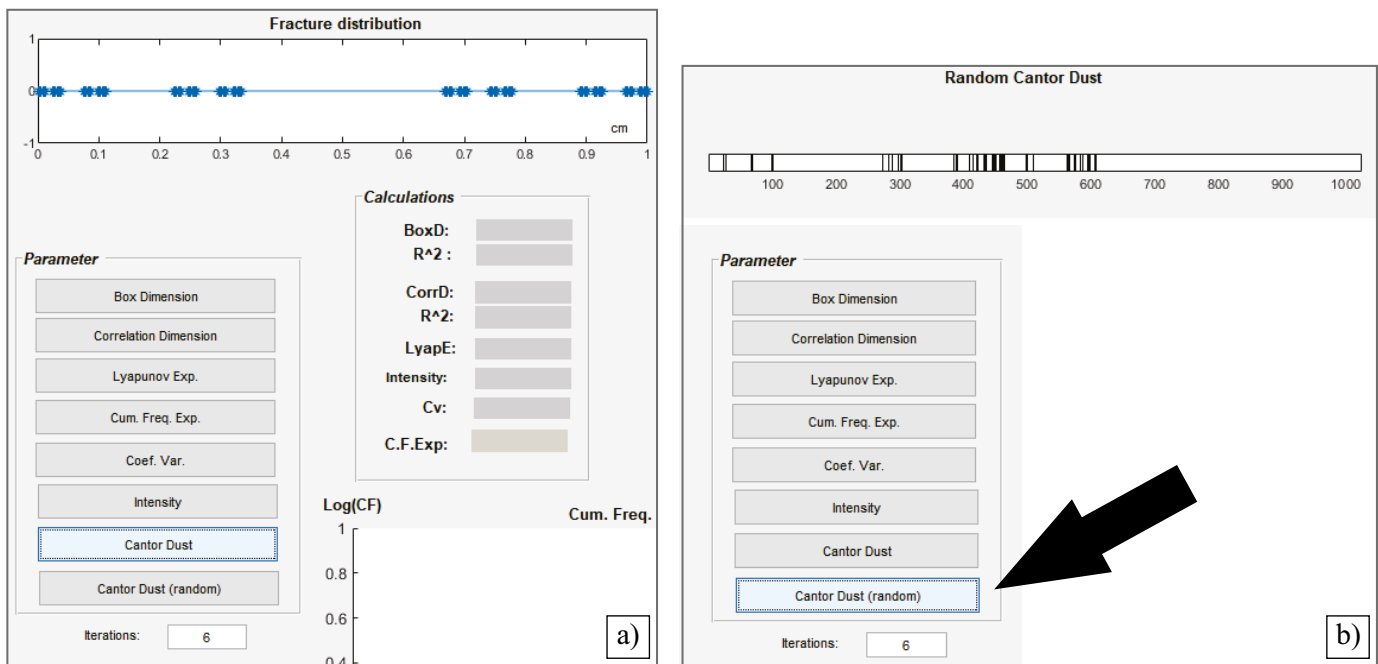 Fracture distribution
1
0
-1
cm
0 0.1 0.2 0.3 0.4 0.5 0.6 0.7 0.8 0.9 1
Calculations
BoxD:
R^2 :
CorrD:
R^2:
LyapE:
Intensity:
Cv:
C.F.Exp:
Parameter
Box Dimension
Correlation Dimension
Lyapunov Exp.
Cum. Freq. Exp.
Coef. Var.
Intensity
Cantor Dust
Cantor Dust (random)
Iterations: 6
Log(CF)
Cum. Freq.
1
0.8
0.6
0.4
a)
Random Cantor Dust
100 200 300 400 500 600 700 800 900 1000
Parameter
Box Dimension
Correlation Dimension
Lyapunov Exp.
Cum. Freq. Exp.
Coef. Var.
Intensity
Cantor Dust
Cantor Dust (random)
Iterations: 6
b)